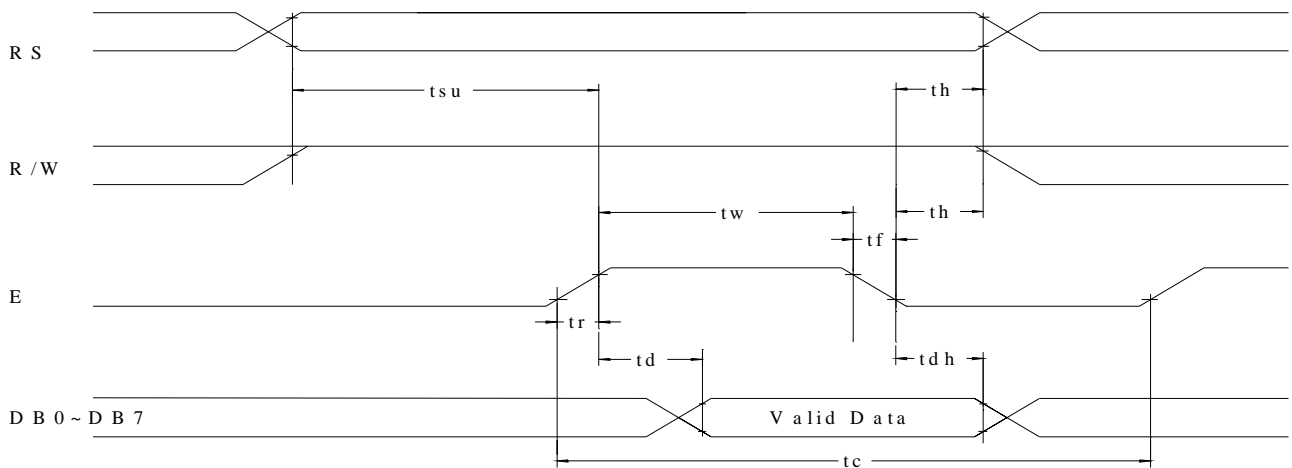 RS
tsu
th
R/W
tw
th
tf
E
tr
td
tdh
DB0~DB7
Valid Data
tc